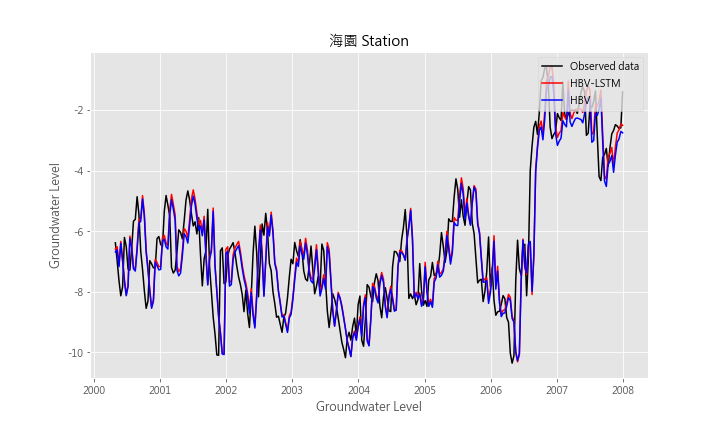 海園 Station
Observed data
HBV-LSTM
HBV
Groundwater Level
-2
-4
-6
-8
-10
2000 2001 2002 2003 2004 2005 2006 2007 2008
Groundwater Level